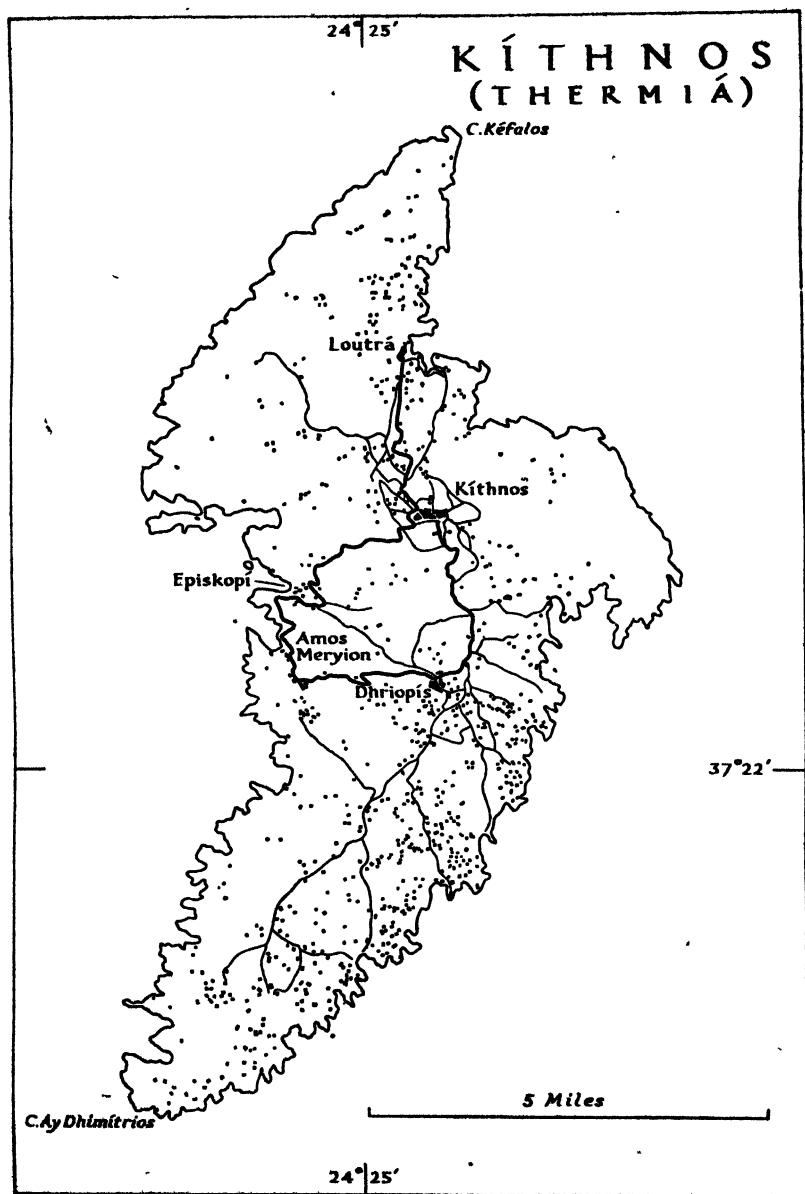 24° 25′
KÍTHNOS
(THERMIÁ)
C. Kéfalos
Loutrá
Kíthnos
Episkopí
Amos
Meryion
Dhriopís
37° 22′
5 Miles
C. Ay Dhimítrios
24° 25′